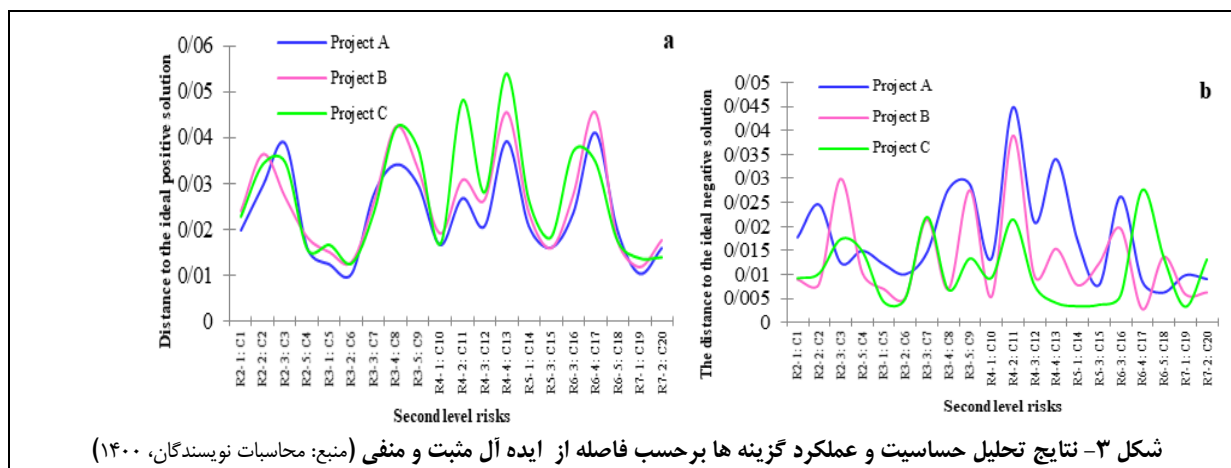 a
Project A
Project B
Project C
Distance to the ideal positive solution
0/06
0/05
0/04
0/03
0/02
0/01
0
R2-1: C1
R2-2: C2
R2-3: C3
R2-5: C4
R3-1: C5
R3-2: C6
R3-3: C7
R3-4: C8
R3-5: C9
R4-1: C10
R4-2: C11
R4-3: C12
R4-4: C13
R5-1: C14
R5-3: C15
R6-3: C16
R6-4: C17
R6-5: C18
R7-1: C19
R7-2: C20
Second level risks
b
Project A
Project B
Project C
The distance to the ideal negative solution
0/05
0/045
0/04
0/035
0/03
0/025
0/02
0/015
0/01
0/005
0
R2-1: C1
R2-2: C2
R2-3: C3
R2-5: C4
R3-1: C5
R3-2: C6
R3-3: C7
R3-4: C8
R3-5: C9
R4-1: C10
R4-2: C11
R4-3: C12
R4-4: C13
R5-1: C14
R5-3: C15
R6-3: C16
R6-4: C17
R6-5: C18
R7-1: C19
R7-2: C20
Second level risks
شکل ۳- نتایج تحلیل حساسیت و عملکرد گزینه ها برحسب فاصله از ایده آل مثبت و منفی (منبع: محاسبات نویسندگان، ۱۴۰۰)